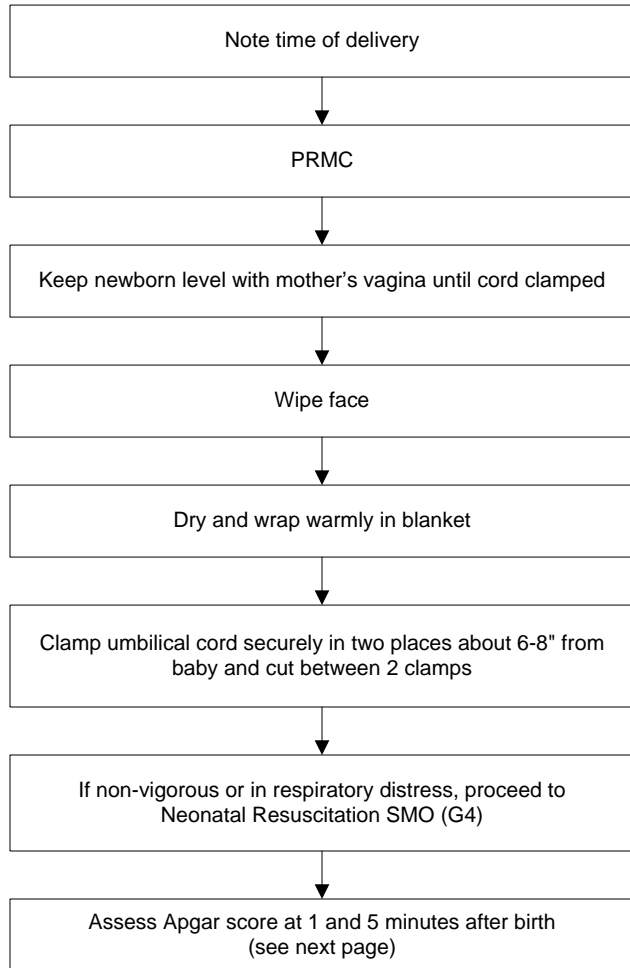 Note time of delivery
PRMC
Keep newborn level with mother’s vagina until cord clamped
Wipe face
Dry and wrap warmly in blanket
Clamp umbilical cord securely in two places about 6-8" from
baby and cut between 2 clamps
If non-vigorous or in respiratory distress, proceed to
Neonatal Resuscitation SMO (G4)
Assess Apgar score at 1 and 5 minutes after birth
(see next page)